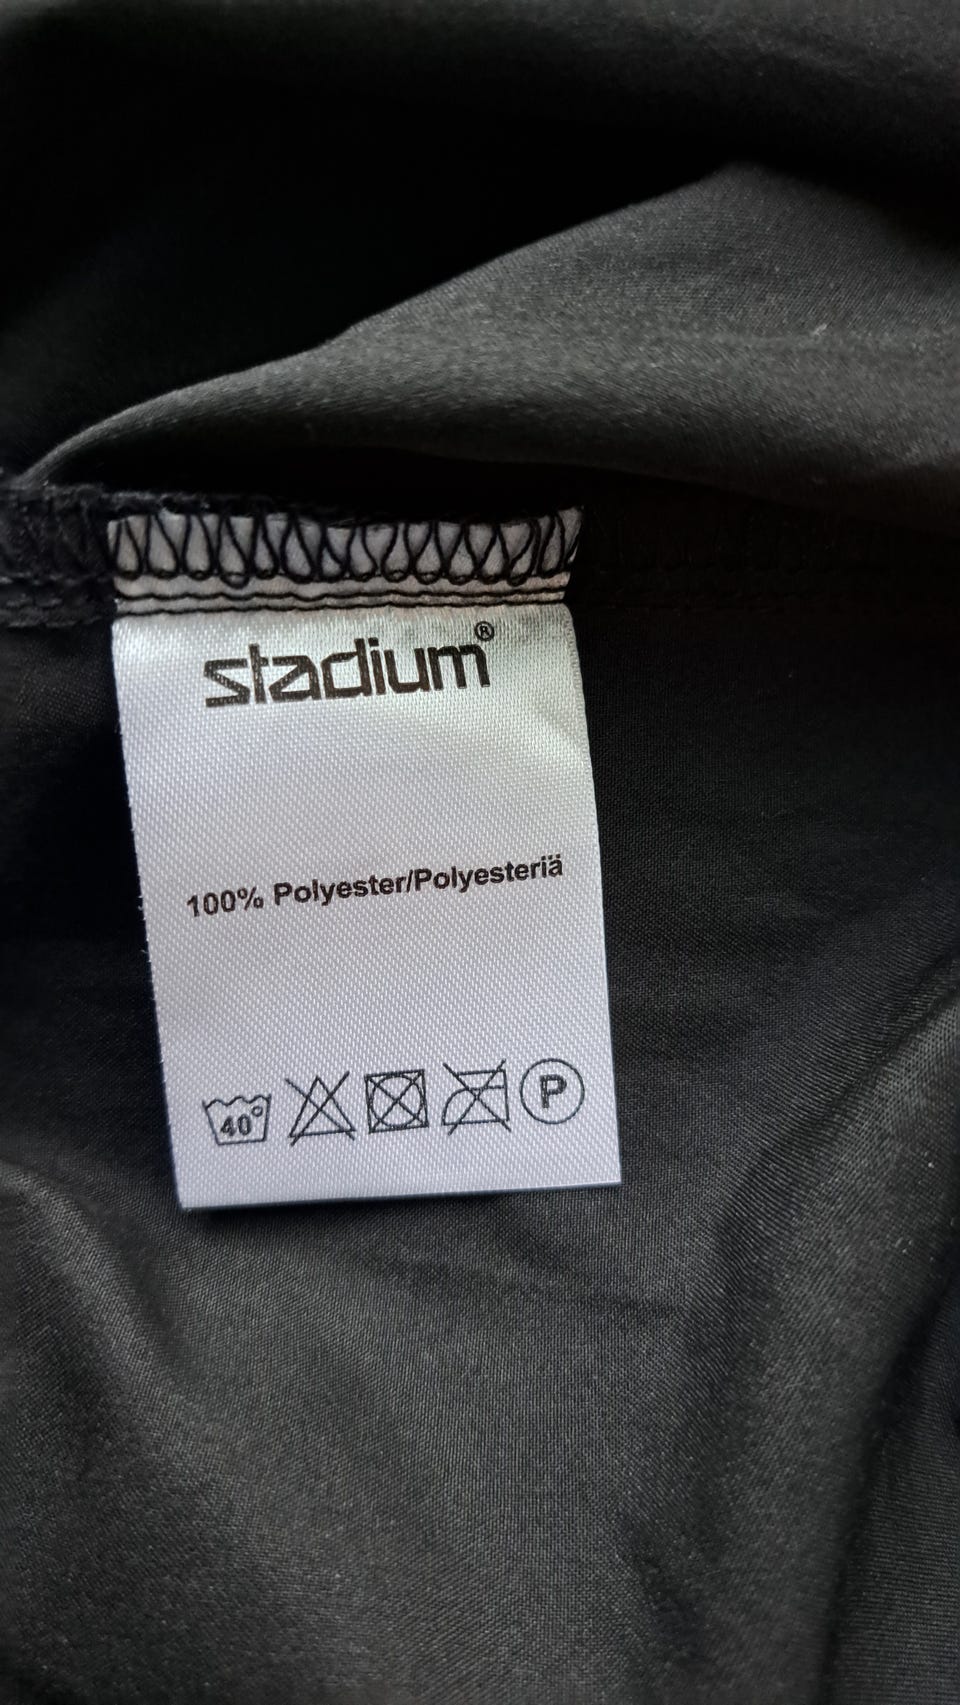 stadium®
100% Polyester/Polyesteriä
40° P